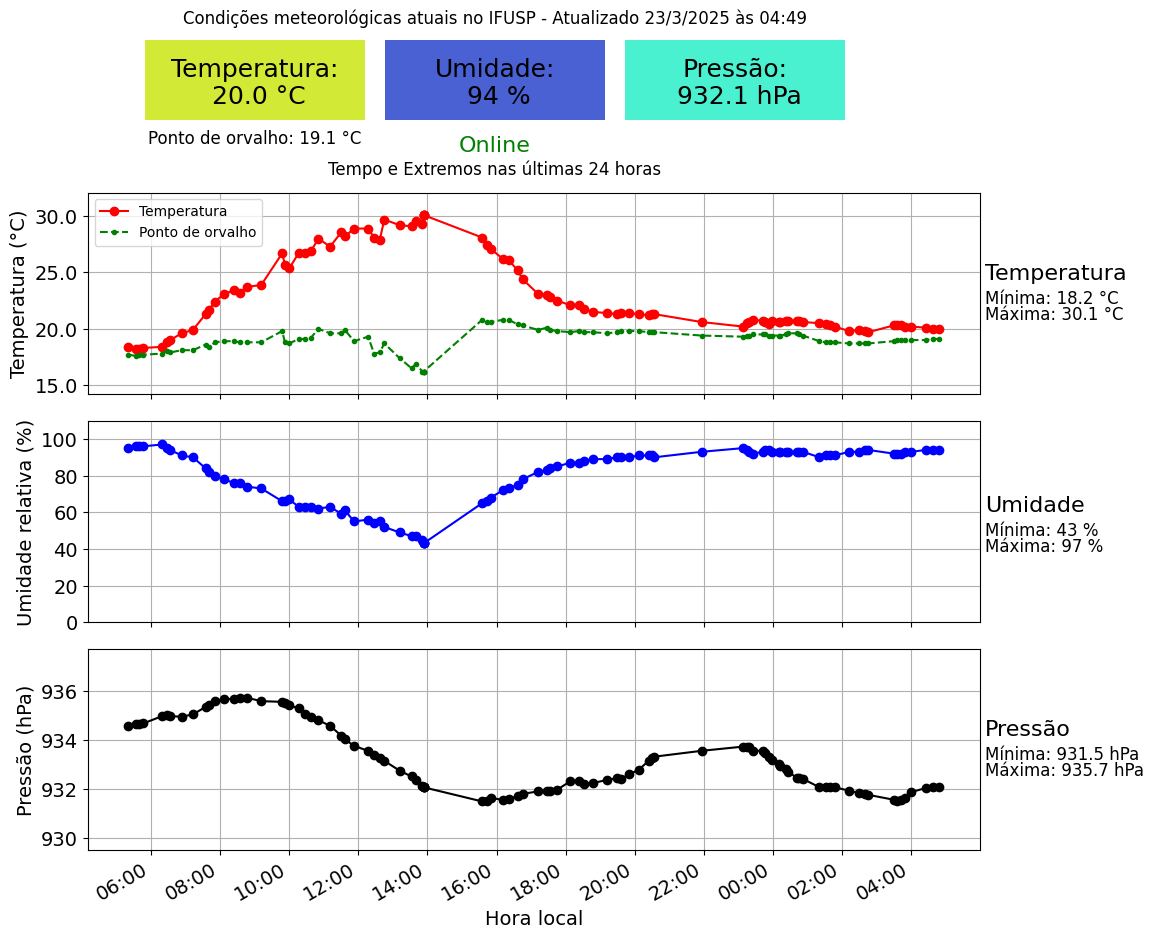 Condições meteorológicas atuais no IFUSP - Atualizado 23/3/2025 às 04:49
Temperatura:
20.0 °C
Umidade:
94 %
Pressão:
932.1 hPa
Ponto de orvalho: 19.1 °C
Online
Tempo e Extremos nas últimas 24 horas
Temperatura (°C)
30.0
25.0
20.0
15.0
Temperatura
Ponto de orvalho
Temperatura
Mínima: 18.2 °C
Máxima: 30.1 °C
Umidade relativa (%)
100
80
60
40
20
0
Umidade
Mínima: 43 %
Máxima: 97 %
Pressão (hPa)
936
934
932
930
Pressão
Mínima: 931.5 hPa
Máxima: 935.7 hPa
06:00 08:00 10:00 12:00 14:00 16:00 18:00 20:00 22:00 00:00 02:00 04:00
Hora local